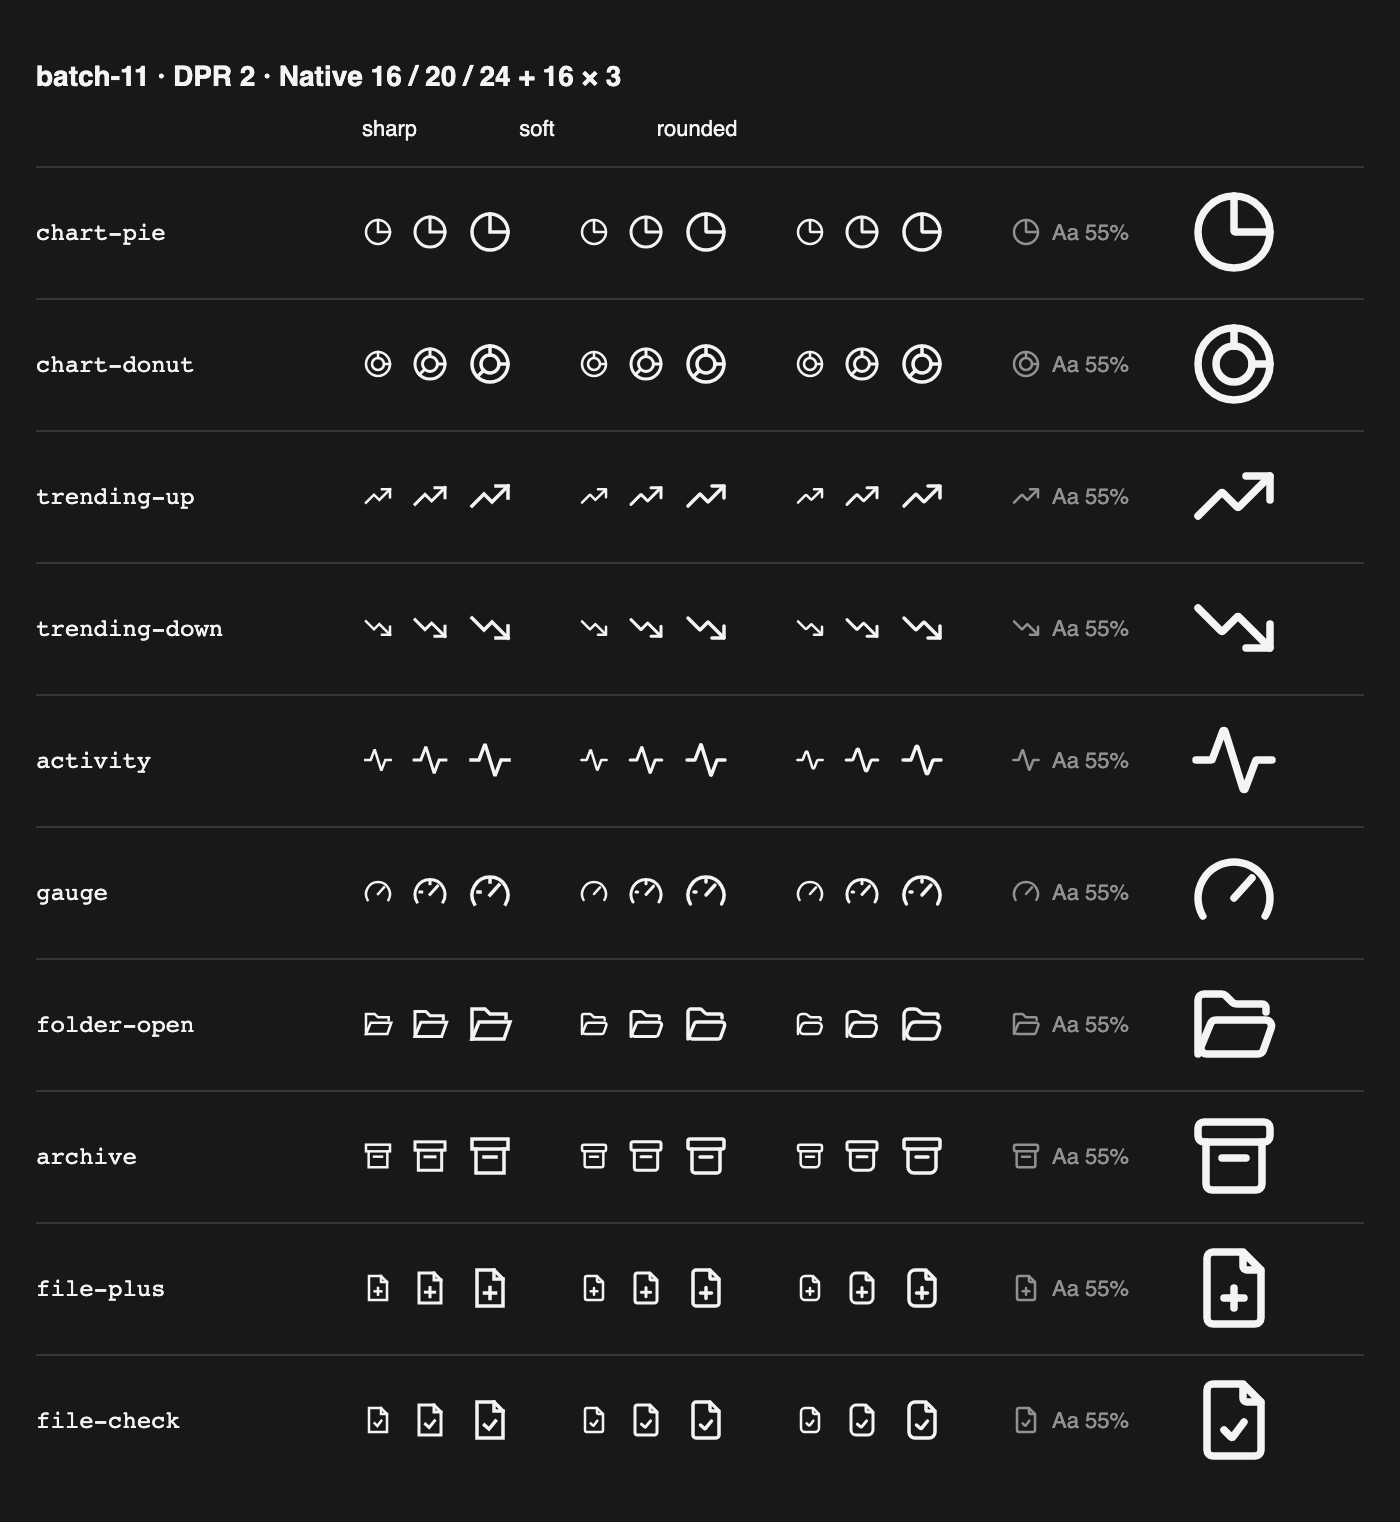 batch-11 · DPR 2 · Native 16 / 20 / 24 + 16 × 3
sharp soft rounded
chart-pie Aa 55%
chart-donut Aa 55%
trending-up Aa 55%
trending-down Aa 55%
activity Aa 55%
gauge Aa 55%
folder-open Aa 55%
archive Aa 55%
file-plus Aa 55%
file-check Aa 55%